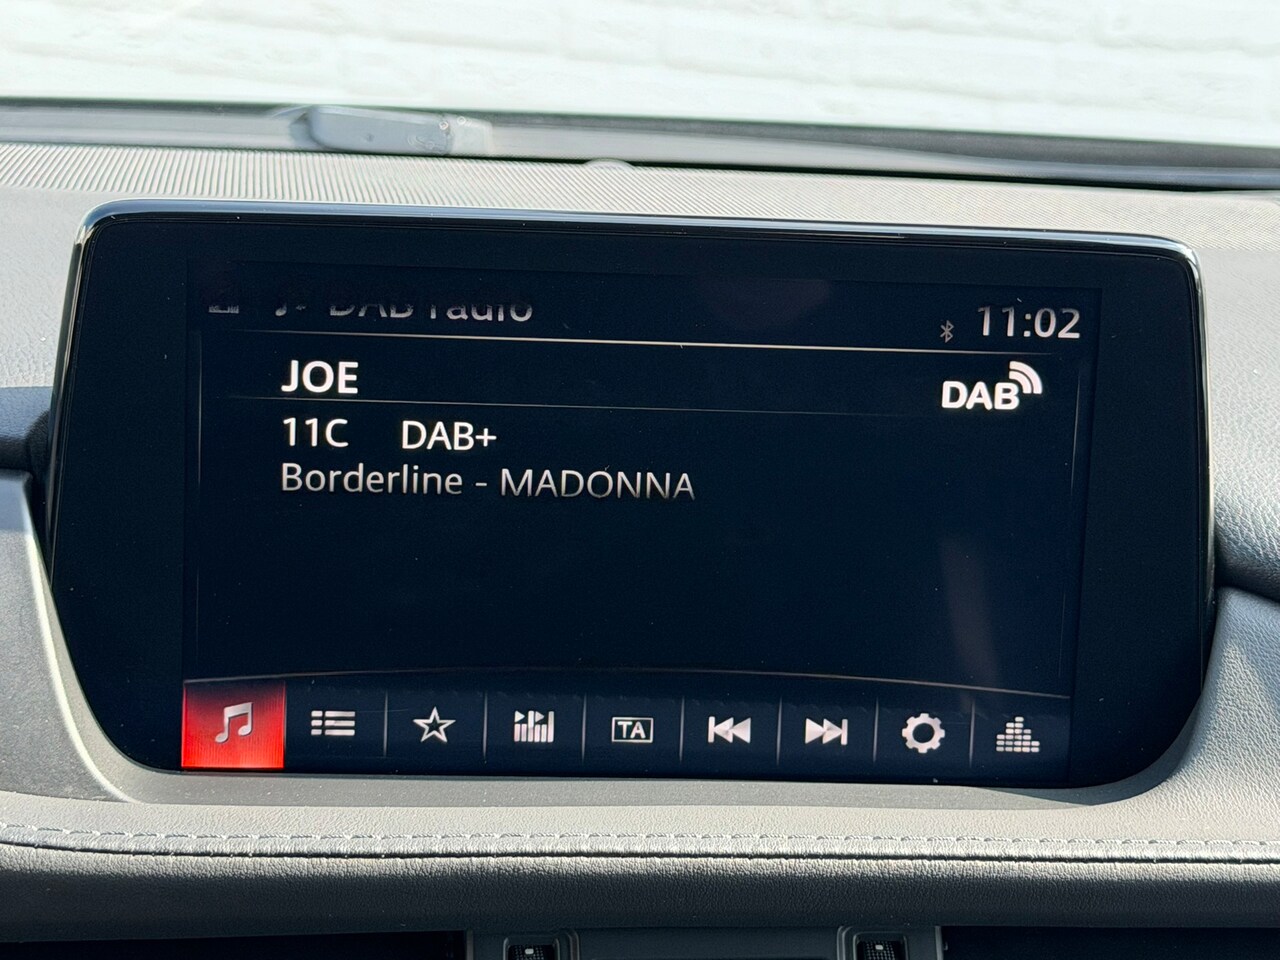 DAB radio 11:02
JOE DAB
11C DAB+
Borderline - MADONNA
TA